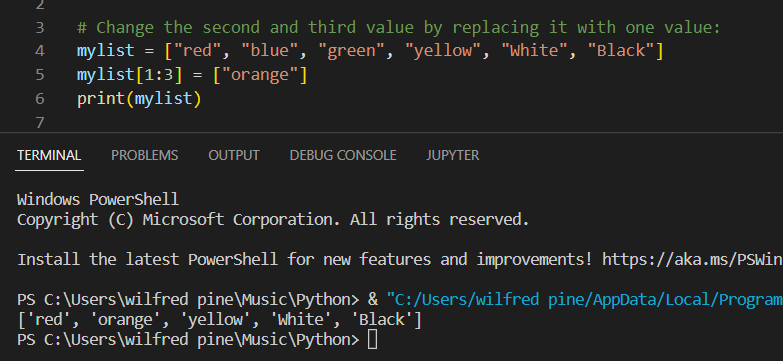 2
3 # Change the second and third value by replacing it with one value:
4 mylist = ["red", "blue", "green", "yellow", "White", "Black"]
5 mylist[1:3] = ["orange"]
6 print(mylist)
7
TERMINAL PROBLEMS OUTPUT DEBUG CONSOLE JUPYTER
Windows PowerShell
Copyright (C) Microsoft Corporation. All rights reserved.
Install the latest PowerShell for new features and improvements! https://aka.ms/PSWin
PS C:\Users\wilfred pine\Music\Python> & "C:/Users/wilfred pine/AppData/Local/Program
['red', 'orange', 'yellow', 'White', 'Black']
PS C:\Users\wilfred pine\Music\Python>